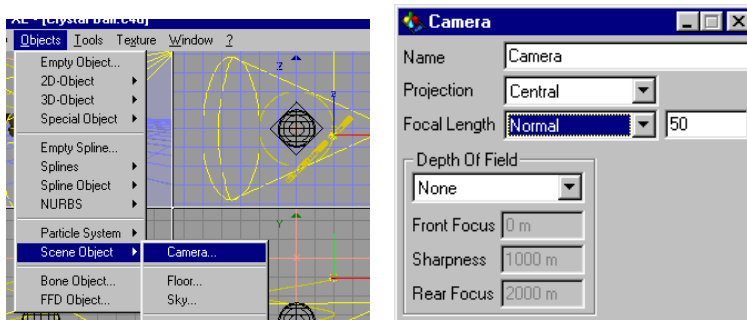 XL - [Crystal Ball.c4d]
Objects Tools Texture Window ?
Empty Object...
2D-Object
3D-Object
Special Object
Empty Spline...
Splines
Spline Object
NURBS
Particle System
Scene Object
Bone Object...
FFD Object...
Camera...
Floor...
Sky...
Z
Y
Camera
Name Camera
Projection Central
Focal Length Normal 50
Depth Of Field
None
Front Focus 0 m
Sharpness 1000 m
Rear Focus 2000 m